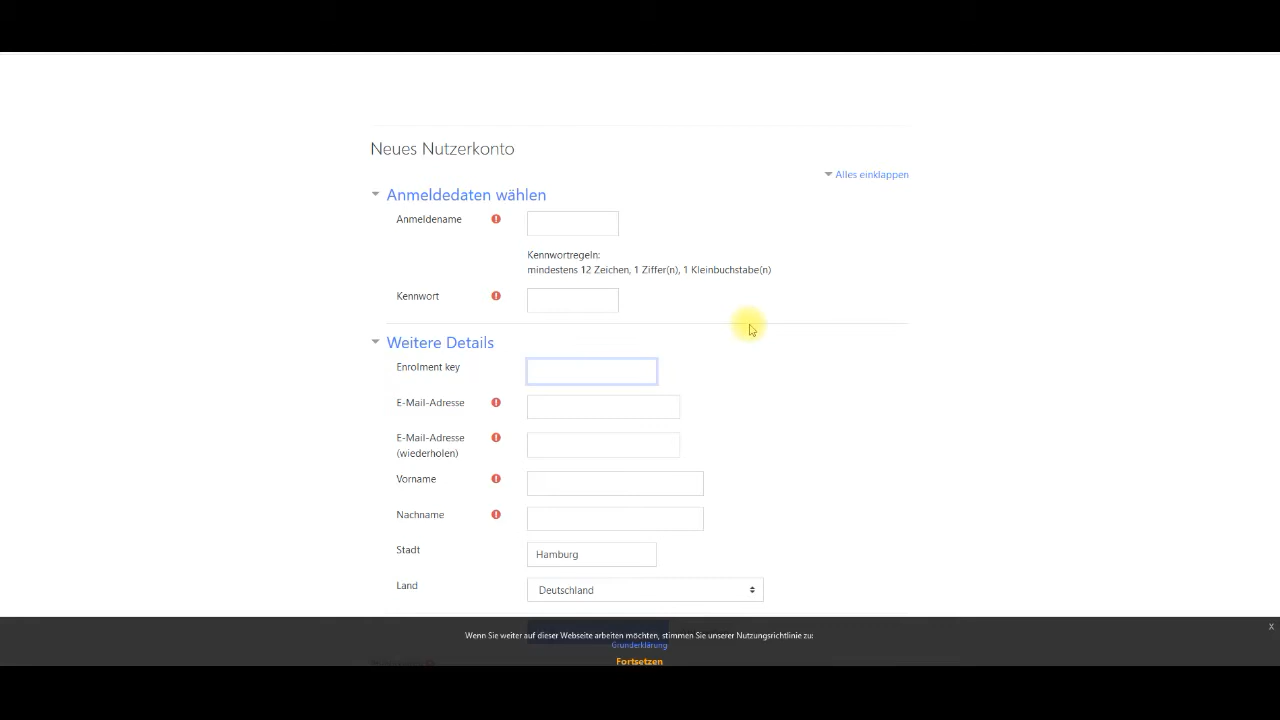 Neues Nutzerkonto
Alles einklappen
Anmeldedaten wählen
Anmeldename
Kennwortregeln:
mindestens 12 Zeichen, 1 Ziffer(n), 1 Kleinbuchstabe(n)
Kennwort
Weitere Details
Enrolment key
E-Mail-Adresse
E-Mail-Adresse
(wiederholen)
Vorname
Nachname
Stadt
Hamburg
Land
Deutschland
x
Wenn Sie weiter auf dieser Webseite arbeiten möchten, stimmen Sie unserer Nutzungsrichtlinie zu:
Grunderklärung
Fortsetzen